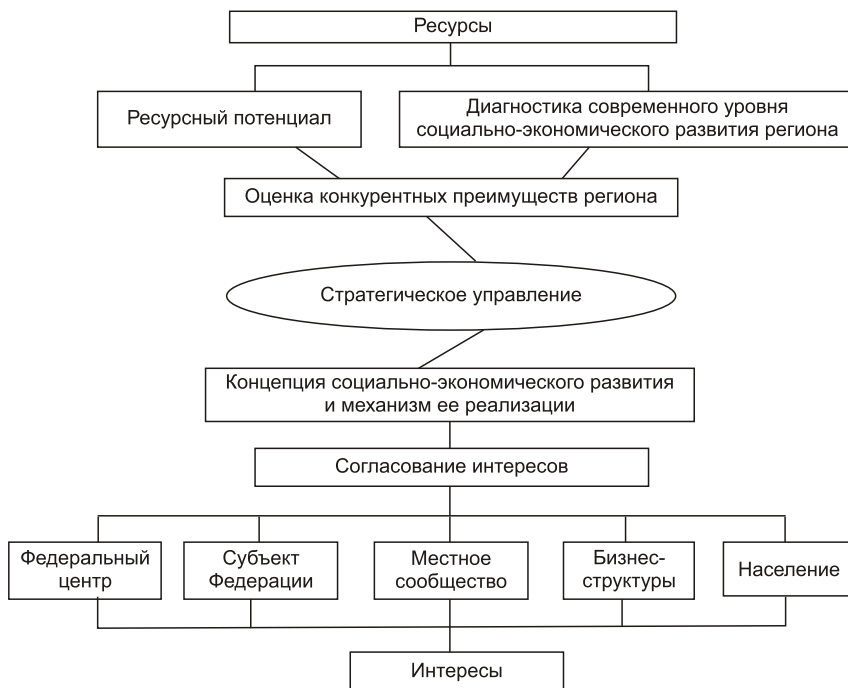 Ресурсы
Ресурсный потенциал
Диагностика современного уровня
социально-экономического развития региона
Оценка конкурентных преимуществ региона
Стратегическое управление
Концепция социально-экономического развития
и механизм ее реализации
Согласование интересов
Федеральный
центр
Субъект
Федерации
Местное
сообщество
Бизнес-
структуры
Население
Интересы